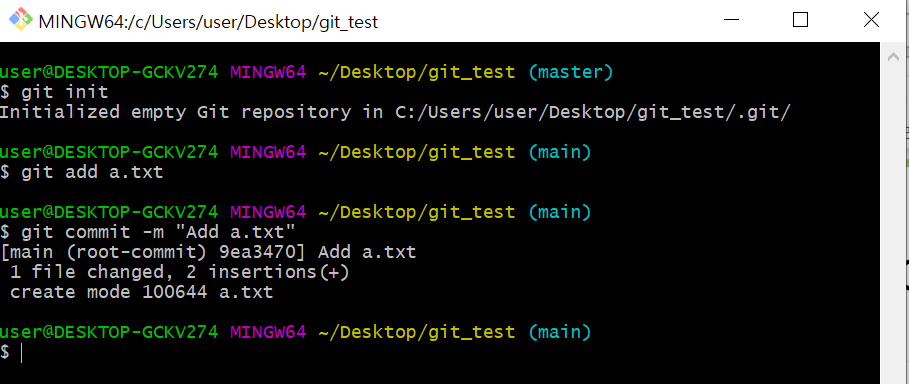 MINGW64:/c/Users/user/Desktop/git_test
user@DESKTOP-GCKV274 MINGW64 ~/Desktop/git_test (master)
$ git init
Initialized empty Git repository in C:/Users/user/Desktop/git_test/.git/
user@DESKTOP-GCKV274 MINGW64 ~/Desktop/git_test (main)
$ git add a.txt
user@DESKTOP-GCKV274 MINGW64 ~/Desktop/git_test (main)
$ git commit -m "Add a.txt"
[main (root-commit) 9ea3470] Add a.txt
 1 file changed, 2 insertions(+)
 create mode 100644 a.txt
user@DESKTOP-GCKV274 MINGW64 ~/Desktop/git_test (main)
$